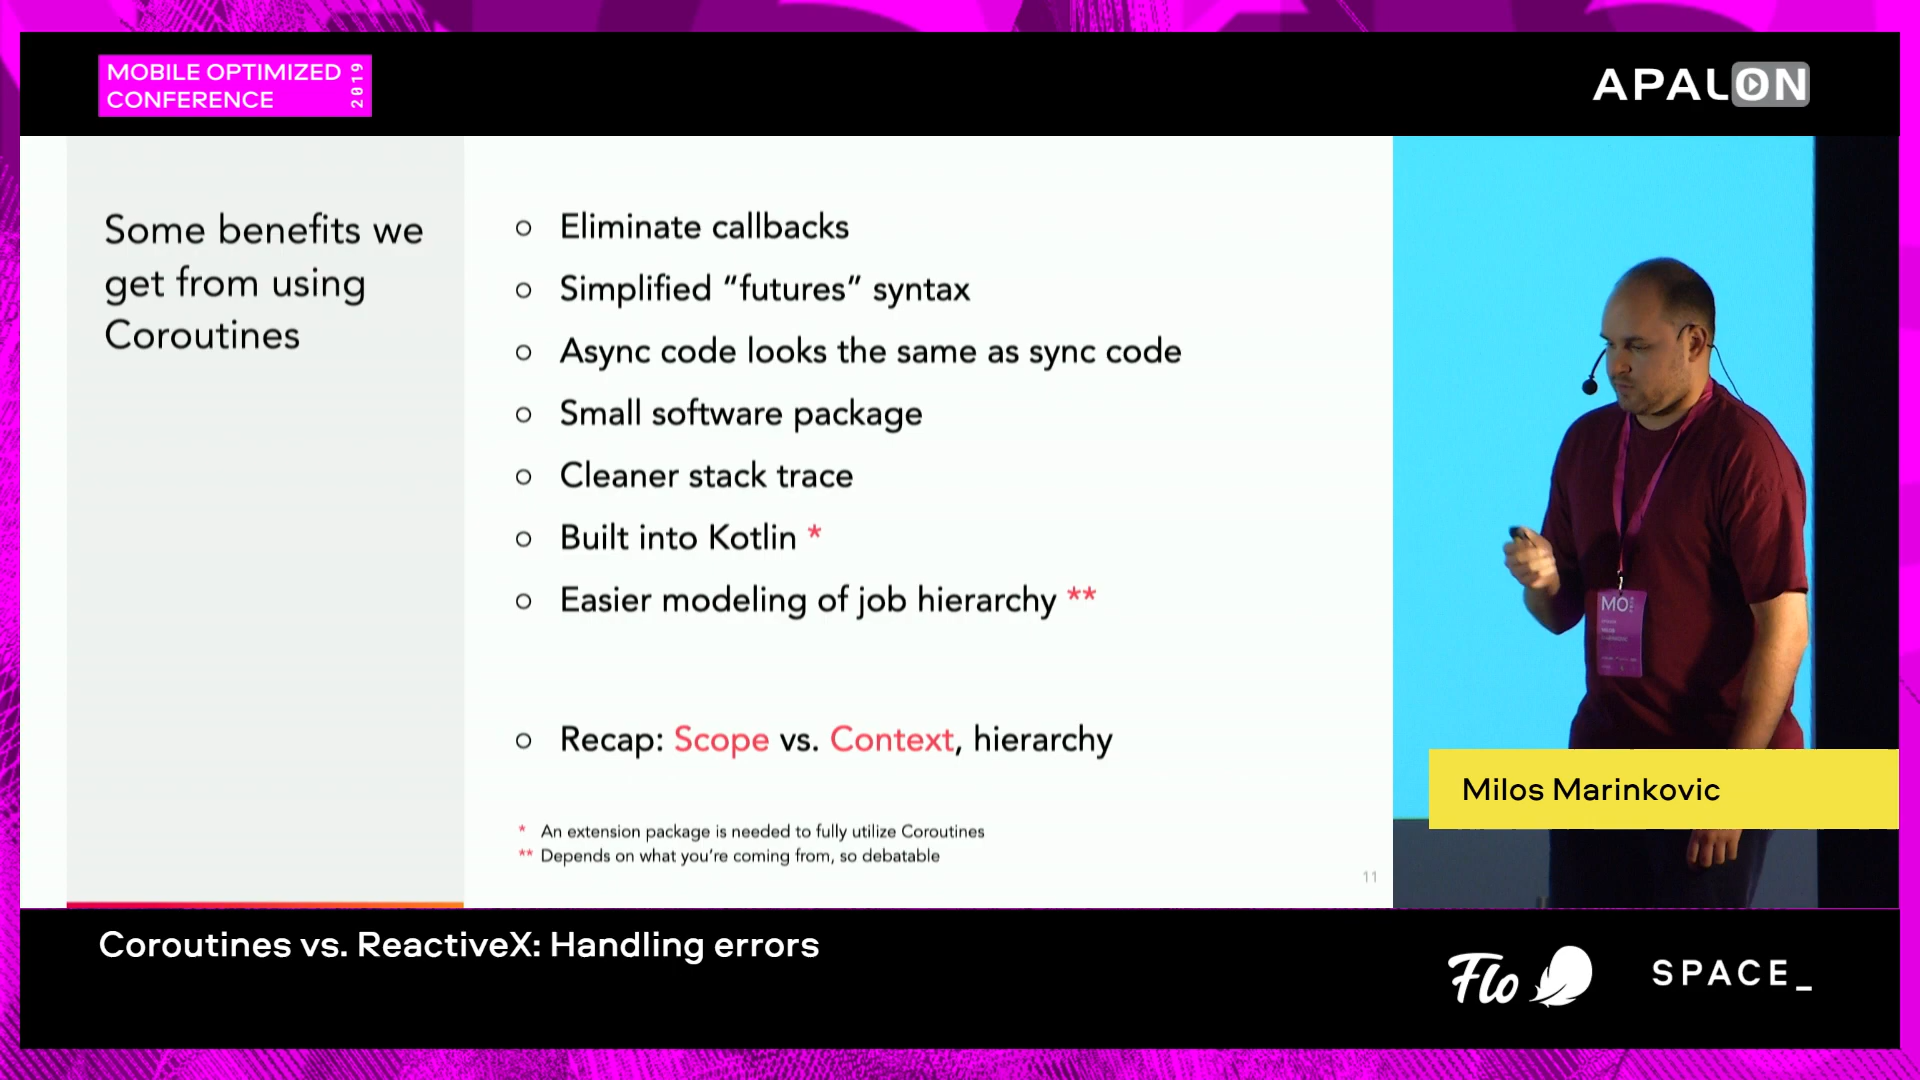 MOBILE OPTIMIZED
CONFERENCE
2019
APALON
Some benefits we
get from using
Coroutines
Eliminate callbacks
Simplified “futures” syntax
Async code looks the same as sync code
Small software package
Cleaner stack trace
Built into Kotlin *
Easier modeling of job hierarchy **
Recap: Scope vs. Context, hierarchy
* An extension package is needed to fully utilize Coroutines
** Depends on what you’re coming from, so debatable
11
MO
Milos Marinkovic
Coroutines vs. ReactiveX: Handling errors
Flo
SPACE_